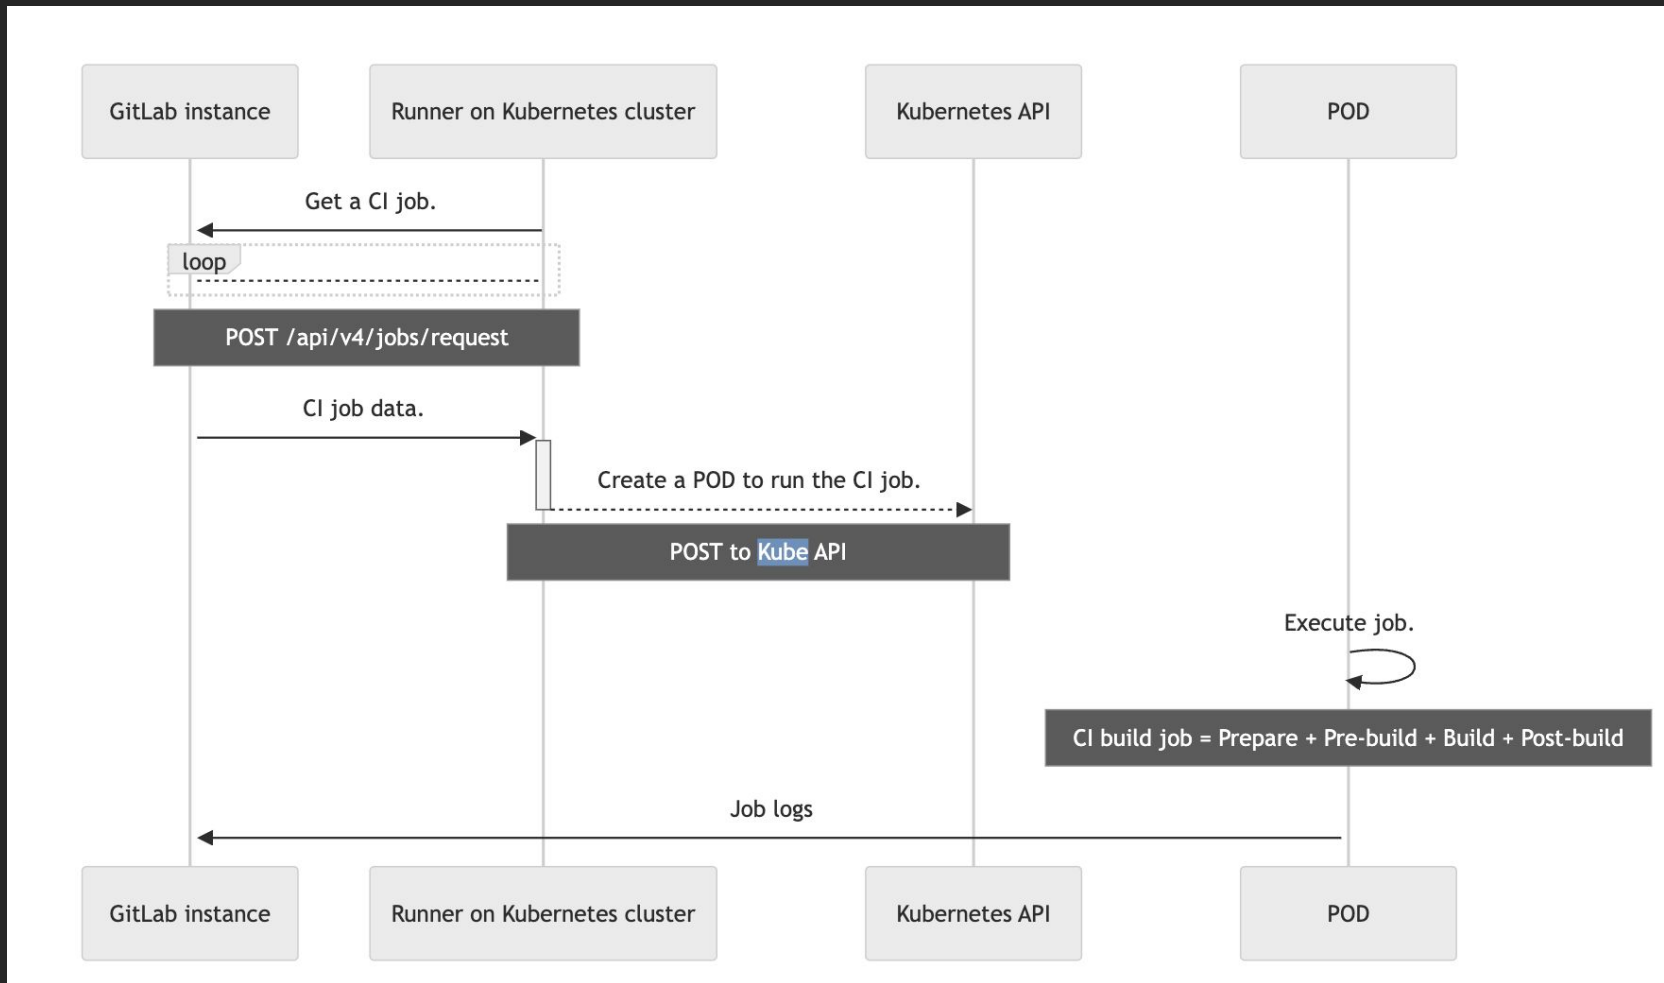 GitLab instance
Runner on Kubernetes cluster
Kubernetes API
POD
Get a CI job.
loop
POST /api/v4/jobs/request
CI job data.
Create a POD to run the CI job.
POST to Kube API
Execute job.
CI build job = Prepare + Pre-build + Build + Post-build
Job logs
GitLab instance
Runner on Kubernetes cluster
Kubernetes API
POD